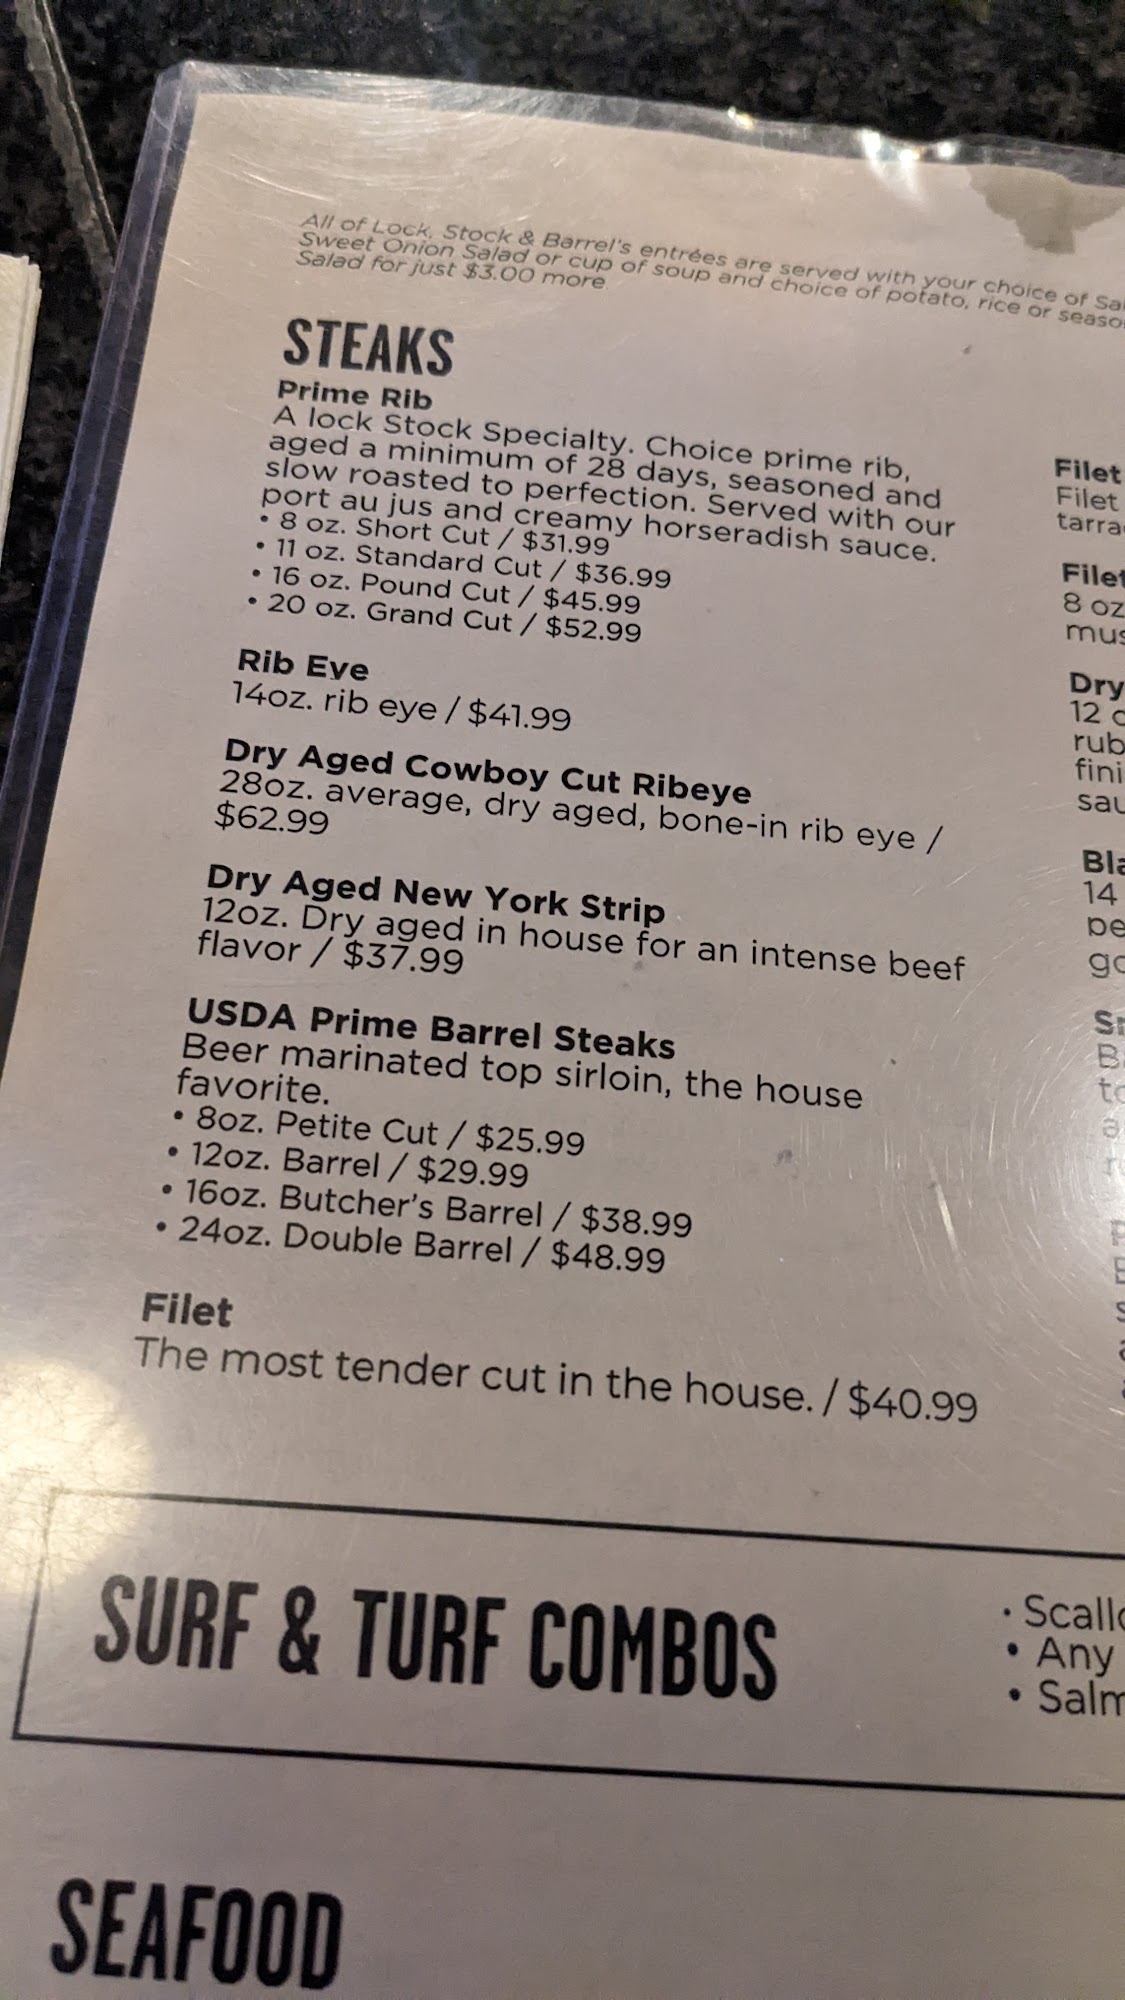 All of Lock, Stock & Barrel's entrées are served with your choice of
Sweet Onion Salad or cup of soup and choice of potato, rice or
Salad for just $3.00 more
STEAKS
Prime Rib
A lock Stock Specialty. Choice prime rib,
aged a minimum of 28 days, seasoned and
slow roasted to perfection. Served with our
port au jus and creamy horseradish sauce.
• 8 oz. Short Cut / $31.99
• 11 oz. Standard Cut / $36.99
• 16 oz. Pound Cut / $45.99
• 20 oz. Grand Cut / $52.99
Rib Eye
14oz. rib eye / $41.99
Dry Aged Cowboy Cut Ribeye
28oz. average, dry aged, bone-in rib eye /
$62.99
Dry Aged New York Strip
12oz. Dry aged in house for an intense beef
flavor / $37.99
USDA Prime Barrel Steaks
Beer marinated top sirloin, the house
favorite.
• 8oz. Petite Cut / $25.99
• 12oz. Barrel / $29.99
• 16oz. Butcher's Barrel / $38.99
• 24oz. Double Barrel / $48.99
Filet
The most tender cut in the house. / $40.99
Filet
Filet
Filet
8 oz
Dry
12
14
SURF & TURF COMBOS
• Any
SEAFOOD